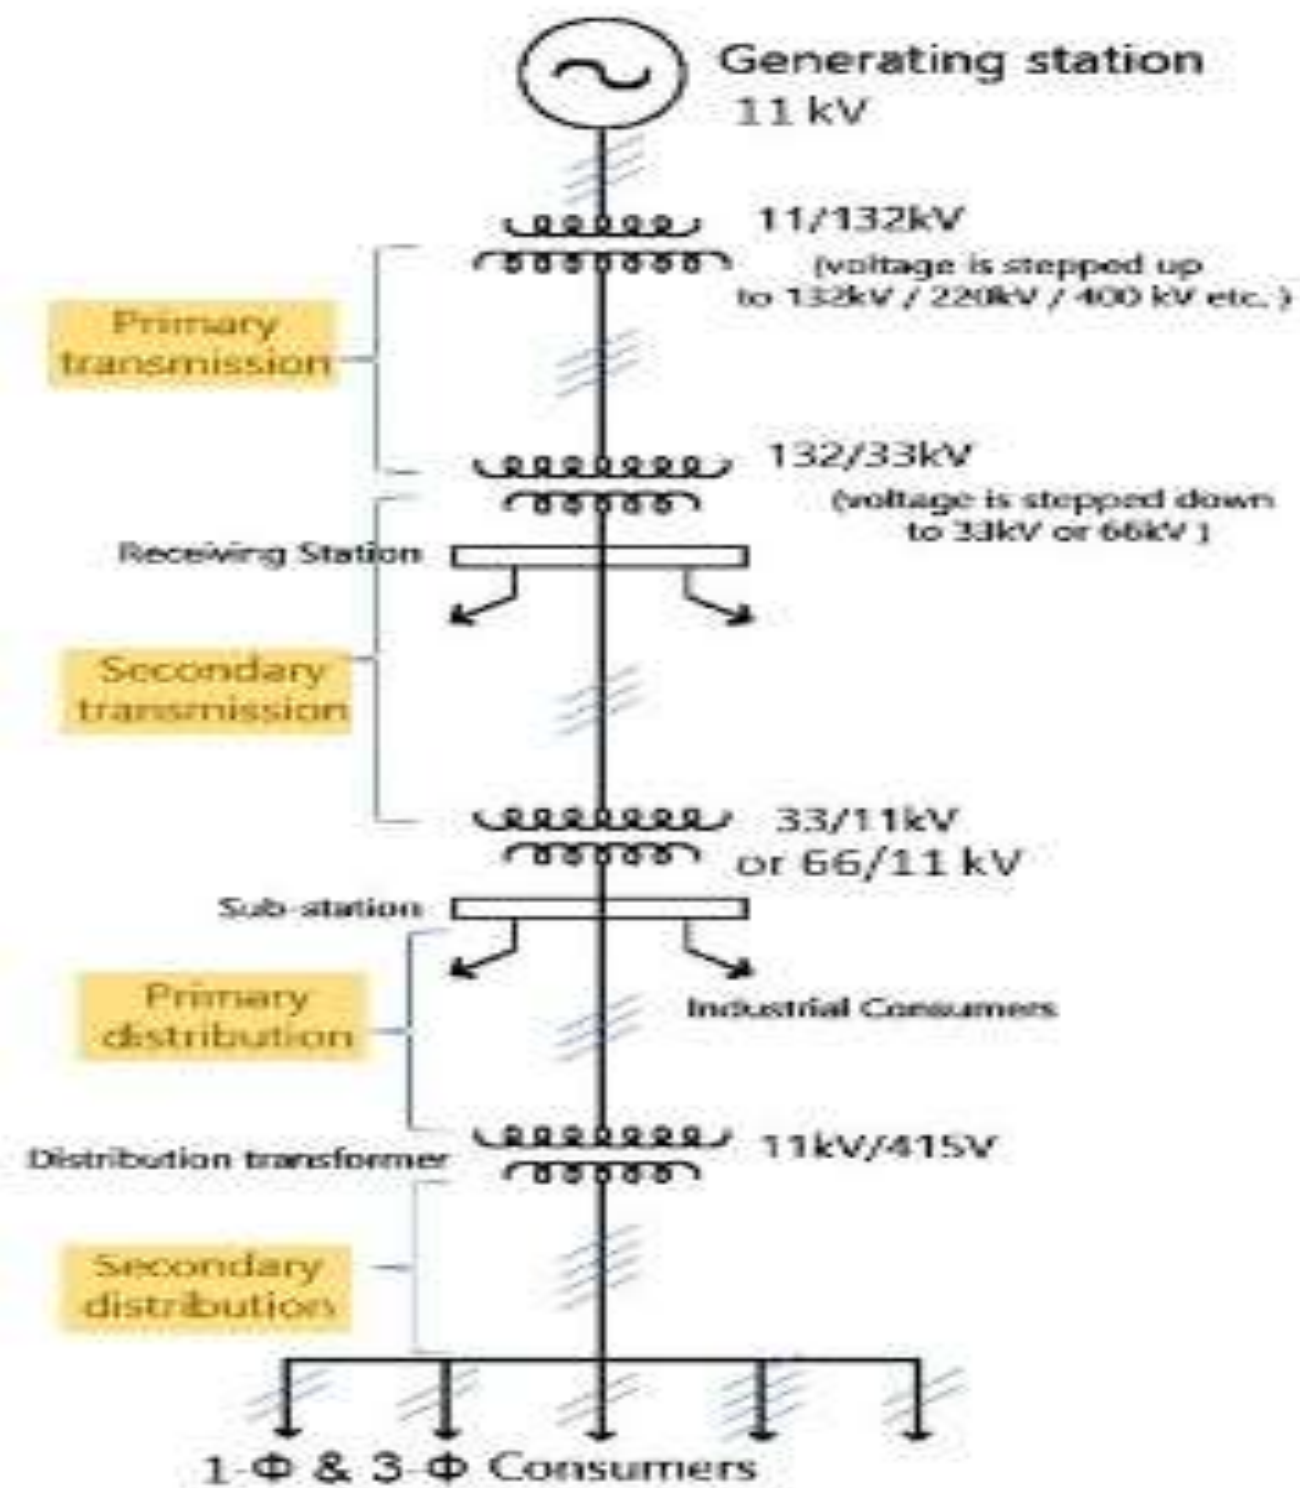 Generating station
11 kV
11/132kV
(voltage is stepped up
to 132kV / 220kV / 400 kV etc. )
Primary
transmission
132/33kV
(voltage is stepped down
to 33kV or 66kV )
Receiving Station
Secondary
transmission
33/11kV
or 66/11 kV
Sub-station
Primary
distribution
Industrial Consumers
Distribution transformer
11kV/415V
Secondary
distribution
1-Φ & 3-Φ Consumers